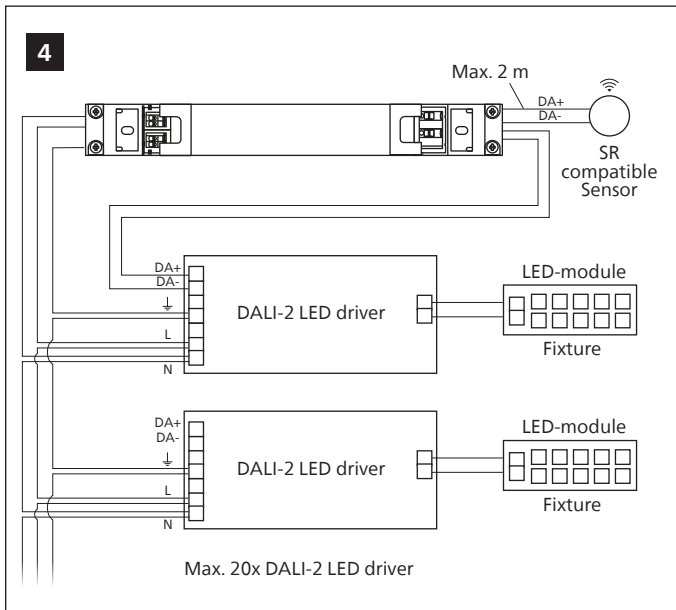 4
Max. 2 m
DA+
DA-
SR
compatible
Sensor
DA+
DA-
L
N
DALI-2 LED driver
LED-module
Fixture
DA+
DA-
L
N
DALI-2 LED driver
LED-module
Fixture
Max. 20x DALI-2 LED driver